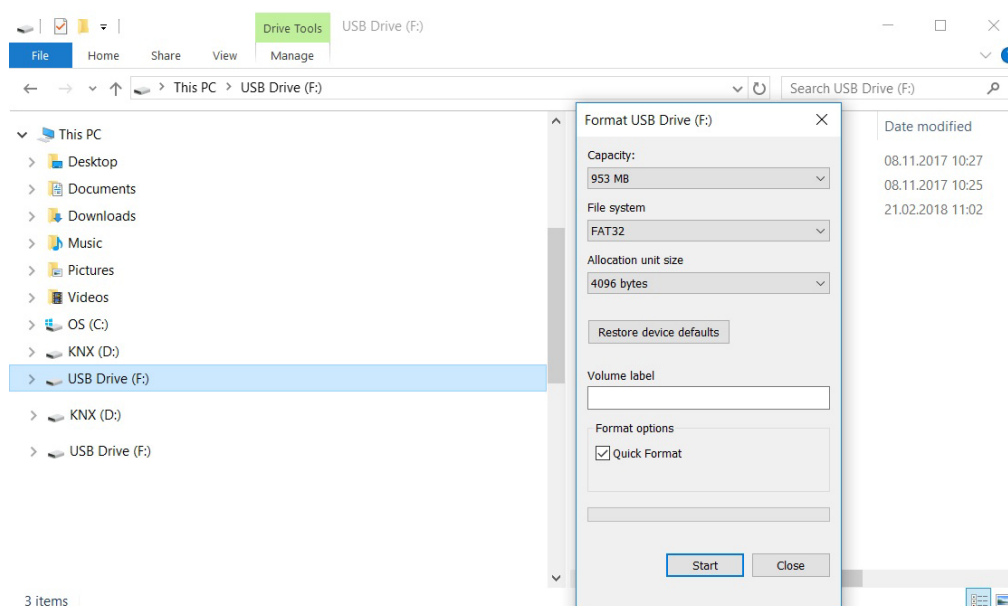 Drive Tools USB Drive (F:)
File Home Share View Manage
This PC > USB Drive (F:) Search USB Drive (F:)
This PC
Desktop
Documents
Downloads
Music
Pictures
Videos
OS (C:)
KNX (D:)
USB Drive (F:)
KNX (D:)
USB Drive (F:)
3 items
Format USB Drive (F:)
Capacity:
953 MB
File system
FAT32
Allocation unit size
4096 bytes
Restore device defaults
Volume label
Format options
Quick Format
Start Close
Date modified
08.11.2017 10:27
08.11.2017 10:25
21.02.2018 11:02